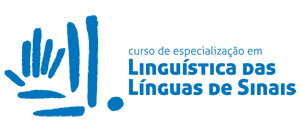 curso de especialização em
Linguística das
Línguas de Sinais